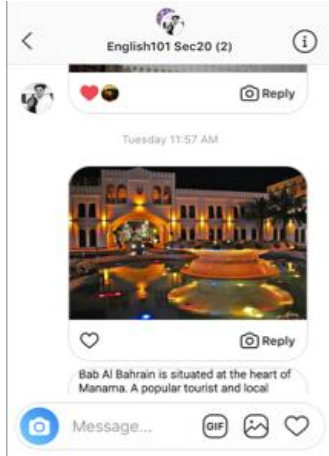 English101 Sec20 (2)
Reply
Tuesday 11:57 AM
Reply
Bab Al Bahrain is situated at the heart of
Manama. A popular tourist and local
Message...
GIF